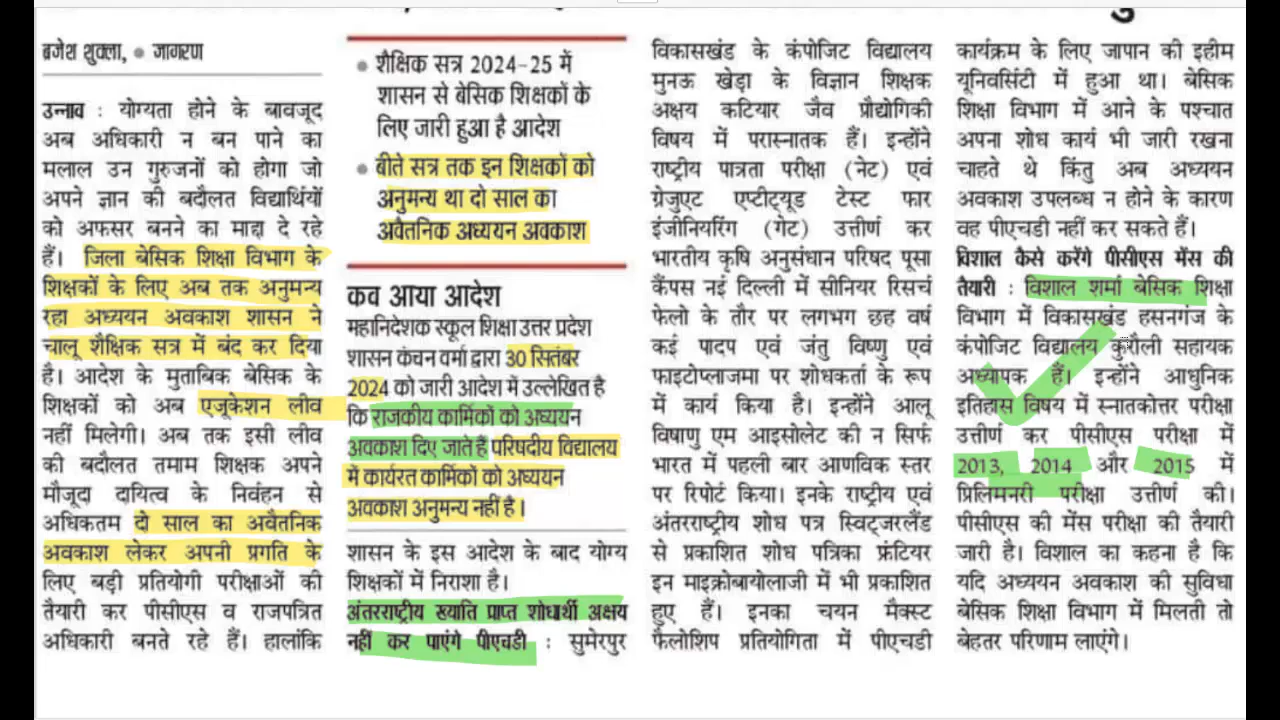 ब्रजेश शुक्ला, • जागरण
उन्नाव : योग्यता होने के बावजूद
अब अधिकारी न बन पाने का
मलाल उन गुरुजनों को होगा जो
अपने ज्ञान की बदौलत विद्यार्थियों
को अफसर बनने का माद्दा दे रहे
हैं। जिला बेसिक शिक्षा विभाग के
शिक्षकों के लिए अब तक अनुमन्य
रहा अध्ययन अवकाश शासन ने
चालू शैक्षिक सत्र में बंद कर दिया
है। आदेश के मुताबिक बेसिक के
शिक्षकों को अब एजूकेशन लीव
नहीं मिलेगी। अब तक इसी लीव
की बदौलत तमाम शिक्षक अपने
मौजूदा दायित्व के निर्वहन से
अधिकतम दो साल का अवैतनिक
अवकाश लेकर अपनी प्रगति के
लिए बड़ी प्रतियोगी परीक्षाओं की
तैयारी कर पीसीएस व राजपत्रित
अधिकारी बनते रहे हैं। हालांकि
• शैक्षिक सत्र 2024-25 में
शासन से बेसिक शिक्षकों के
लिए जारी हुआ है आदेश
• बीते सत्र तक इन शिक्षकों को
अनुमन्य था दो साल का
अवैतनिक अध्ययन अवकाश
कब आया आदेश
महानिदेशक स्कूल शिक्षा उत्तर प्रदेश
शासन कंचन वर्मा द्वारा 30 सितंबर
2024 को जारी आदेश में उल्लेखित है
कि राजकीय कार्मिकों को अध्ययन
अवकाश दिए जाते हैं परिषदीय विद्यालय
में कार्यरत कार्मिकों को अध्ययन
अवकाश अनुमन्य नहीं है।
शासन के इस आदेश के बाद योग्य
शिक्षकों में निराशा है।
अंतरराष्ट्रीय ख्याति प्राप्त शोधार्थी अक्षय
नहीं कर पाएंगे पीएचडी : सुमेरपुर
विकासखंड के कंपोजिट विद्यालय
मुनऊ खेड़ा के विज्ञान शिक्षक
अक्षय कटियार जैव प्रौद्योगिकी
विषय में परास्नातक हैं। इन्होंने
राष्ट्रीय पात्रता परीक्षा (नेट) एवं
ग्रेजुएट एप्टीट्यूड टेस्ट फार
इंजीनियरिंग (गेट) उत्तीर्ण कर
भारतीय कृषि अनुसंधान परिषद पूसा
कैंपस नई दिल्ली में सीनियर रिसर्च
फेलो के तौर पर लगभग छह वर्ष
कई पादप एवं जंतु विष्णु एवं
फाइटोप्लाजमा पर शोधकर्ता के रूप
में कार्य किया है। इन्होंने आलू
विषाणु एम आइसोलेट की न सिर्फ
भारत में पहली बार आणविक स्तर
पर रिपोर्ट किया। इनके राष्ट्रीय एवं
अंतरराष्ट्रीय शोध पत्र स्विट्जरलैंड
से प्रकाशित शोध पत्रिका फ्रंटियर
इन माइक्रोबायोलाजी में भी प्रकाशित
हुए हैं। इनका चयन मैक्स्ट
फैलोशिप प्रतियोगिता में पीएचडी
कार्यक्रम के लिए जापान की इहीम
यूनिवर्सिटी में हुआ था। बेसिक
शिक्षा विभाग में आने के पश्चात
अपना शोध कार्य भी जारी रखना
चाहते थे किंतु अब अध्ययन
अवकाश उपलब्ध न होने के कारण
वह पीएचडी नहीं कर सकते हैं।
विशाल कैसे करेंगे पीसीएस मेंस की
तैयारी : विशाल शर्मा बेसिक शिक्षा
विभाग में विकासखंड हसनगंज के
कंपोजिट विद्यालय कुरौली सहायक
अध्यापक हैं। इन्होंने आधुनिक
इतिहास विषय में स्नातकोत्तर परीक्षा
उत्तीर्ण कर पीसीएस परीक्षा में
2013, 2014 और 2015 में
प्रिलिमनरी परीक्षा उत्तीर्ण की।
पीसीएस की मेंस परीक्षा की तैयारी
जारी है। विशाल का कहना है कि
यदि अध्ययन अवकाश की सुविधा
बेसिक शिक्षा विभाग में मिलती तो
बेहतर परिणाम लाएंगे।